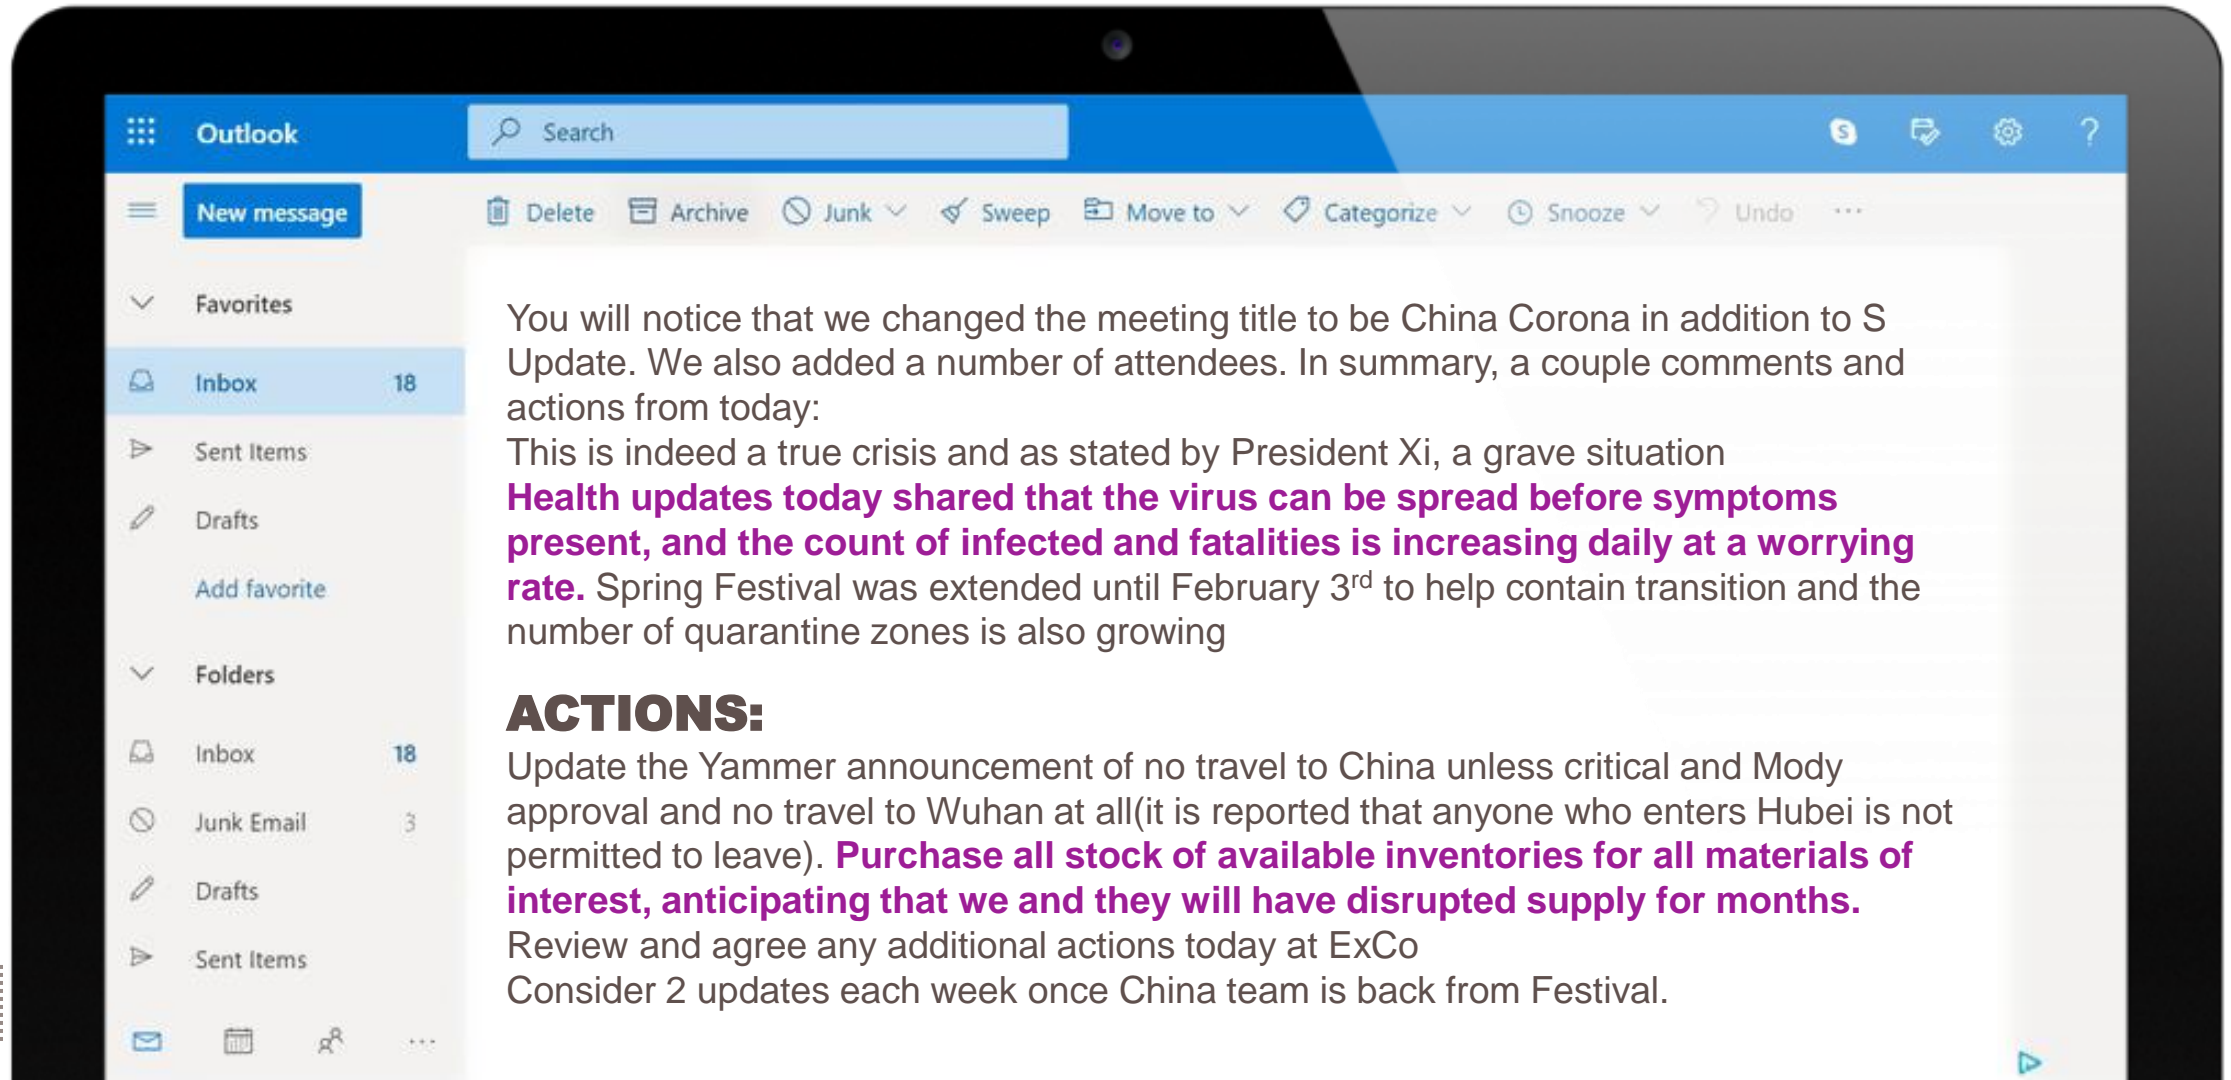 Outlook
Search
New message
Delete
Archive
Junk
Sweep
Move to
Categorize
Snooze
Undo
Favorites
Inbox 18
Sent Items
Drafts
Add favorite
Folders
Inbox 18
Junk Email 3
Drafts
Sent Items
You will notice that we changed the meeting title to be China Corona in addition to S
Update. We also added a number of attendees. In summary, a couple comments and
actions from today:
This is indeed a true crisis and as stated by President Xi, a grave situation
Health updates today shared that the virus can be spread before symptoms
present, and the count of infected and fatalities is increasing daily at a worrying
rate. Spring Festival was extended until February 3rd to help contain transition and the
number of quarantine zones is also growing
ACTIONS:
Update the Yammer announcement of no travel to China unless critical and Mody
approval and no travel to Wuhan at all(it is reported that anyone who enters Hubei is not
permitted to leave). Purchase all stock of available inventories for all materials of
interest, anticipating that we and they will have disrupted supply for months.
Review and agree any additional actions today at ExCo
Consider 2 updates each week once China team is back from Festival.